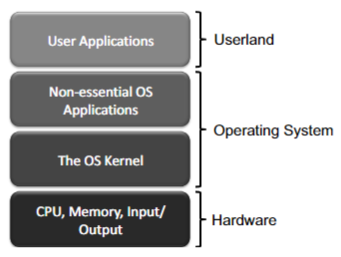 User Applications
Userland
Non-essential OS
Applications
Operating System
The OS Kernel
CPU, Memory, Input/
Output
Hardware